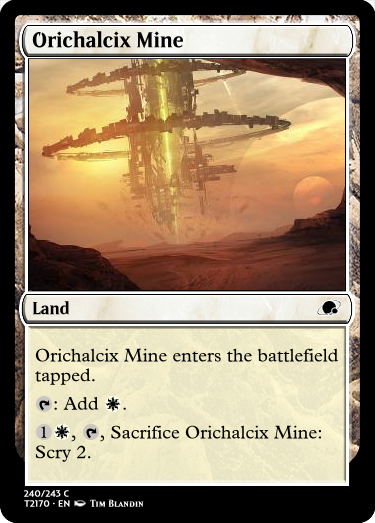 Orichalcix Mine
Land
Orichalcix Mine enters the battlefield
tapped.
: Add .
1 , , Sacrifice Orichalcix Mine:
Scry 2.
240/243 C
T2170 • EN Tim Blandin